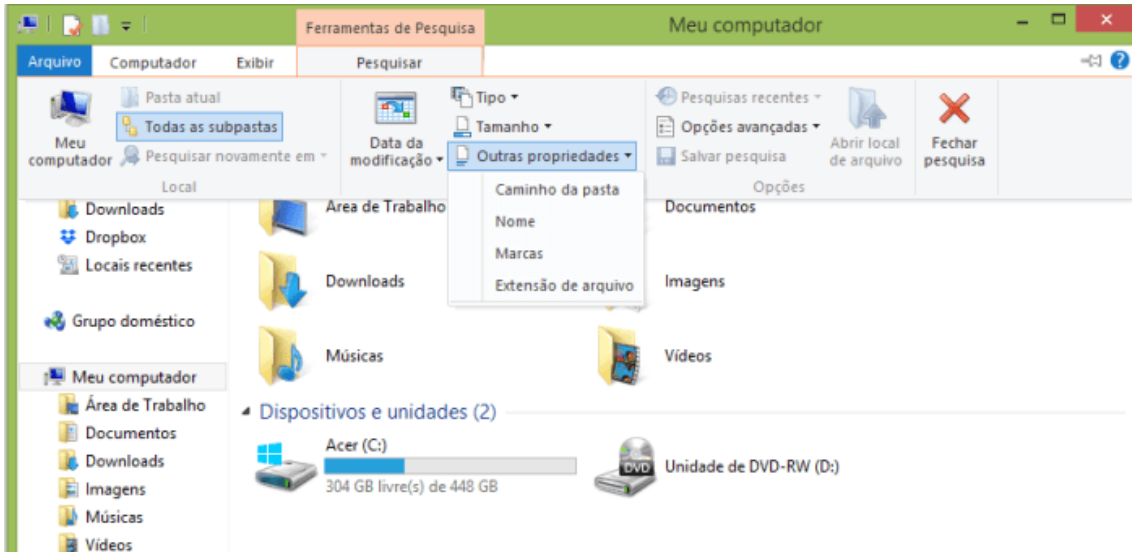 Ferramentas de Pesquisa
Meu computador
Arquivo
Computador
Exibir
Pesquisar
Meu computador
Pasta atual
Todas as subpastas
Pesquisar novamente em
Local
Data da modificação
Tipo
Tamanho
Outras propriedades
Caminho da pasta
Nome
Marcas
Extensão de arquivo
Pesquisas recentes
Opções avançadas
Salvar pesquisa
Abrir local de arquivo
Fechar pesquisa
Opções
Downloads
Dropbox
Locais recentes
Grupo doméstico
Meu computador
Área de Trabalho
Documentos
Downloads
Imagens
Músicas
Vídeos
Área de Trabalho
Documentos
Downloads
Imagens
Músicas
Vídeos
Dispositivos e unidades (2)
Acer (C:)
304 GB livre(s) de 448 GB
DVD
Unidade de DVD-RW (D:)